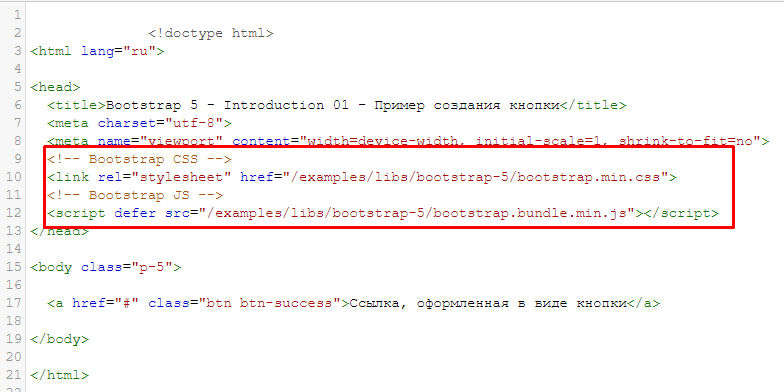 1
2 <!doctype html>
3 <html lang="ru">
4
5 <head>
6 <title>Bootstrap 5 - Introduction 01 - Пример создания кнопки</title>
7 <meta charset="utf-8">
8 <meta name="viewport" content="width=device-width, initial-scale=1, shrink-to-fit=no">
9 <!-- Bootstrap CSS -->
10 <link rel="stylesheet" href="/examples/libs/bootstrap-5/bootstrap.min.css">
11 <!-- Bootstrap JS -->
12 <script defer src="/examples/libs/bootstrap-5/bootstrap.bundle.min.js"></script>
13 </head>
14
15 <body class="p-5">
16
17 <a href="#" class="btn btn-success">Ссылка, оформленная в виде кнопки</a>
18
19 </body>
20
21 </html>
22